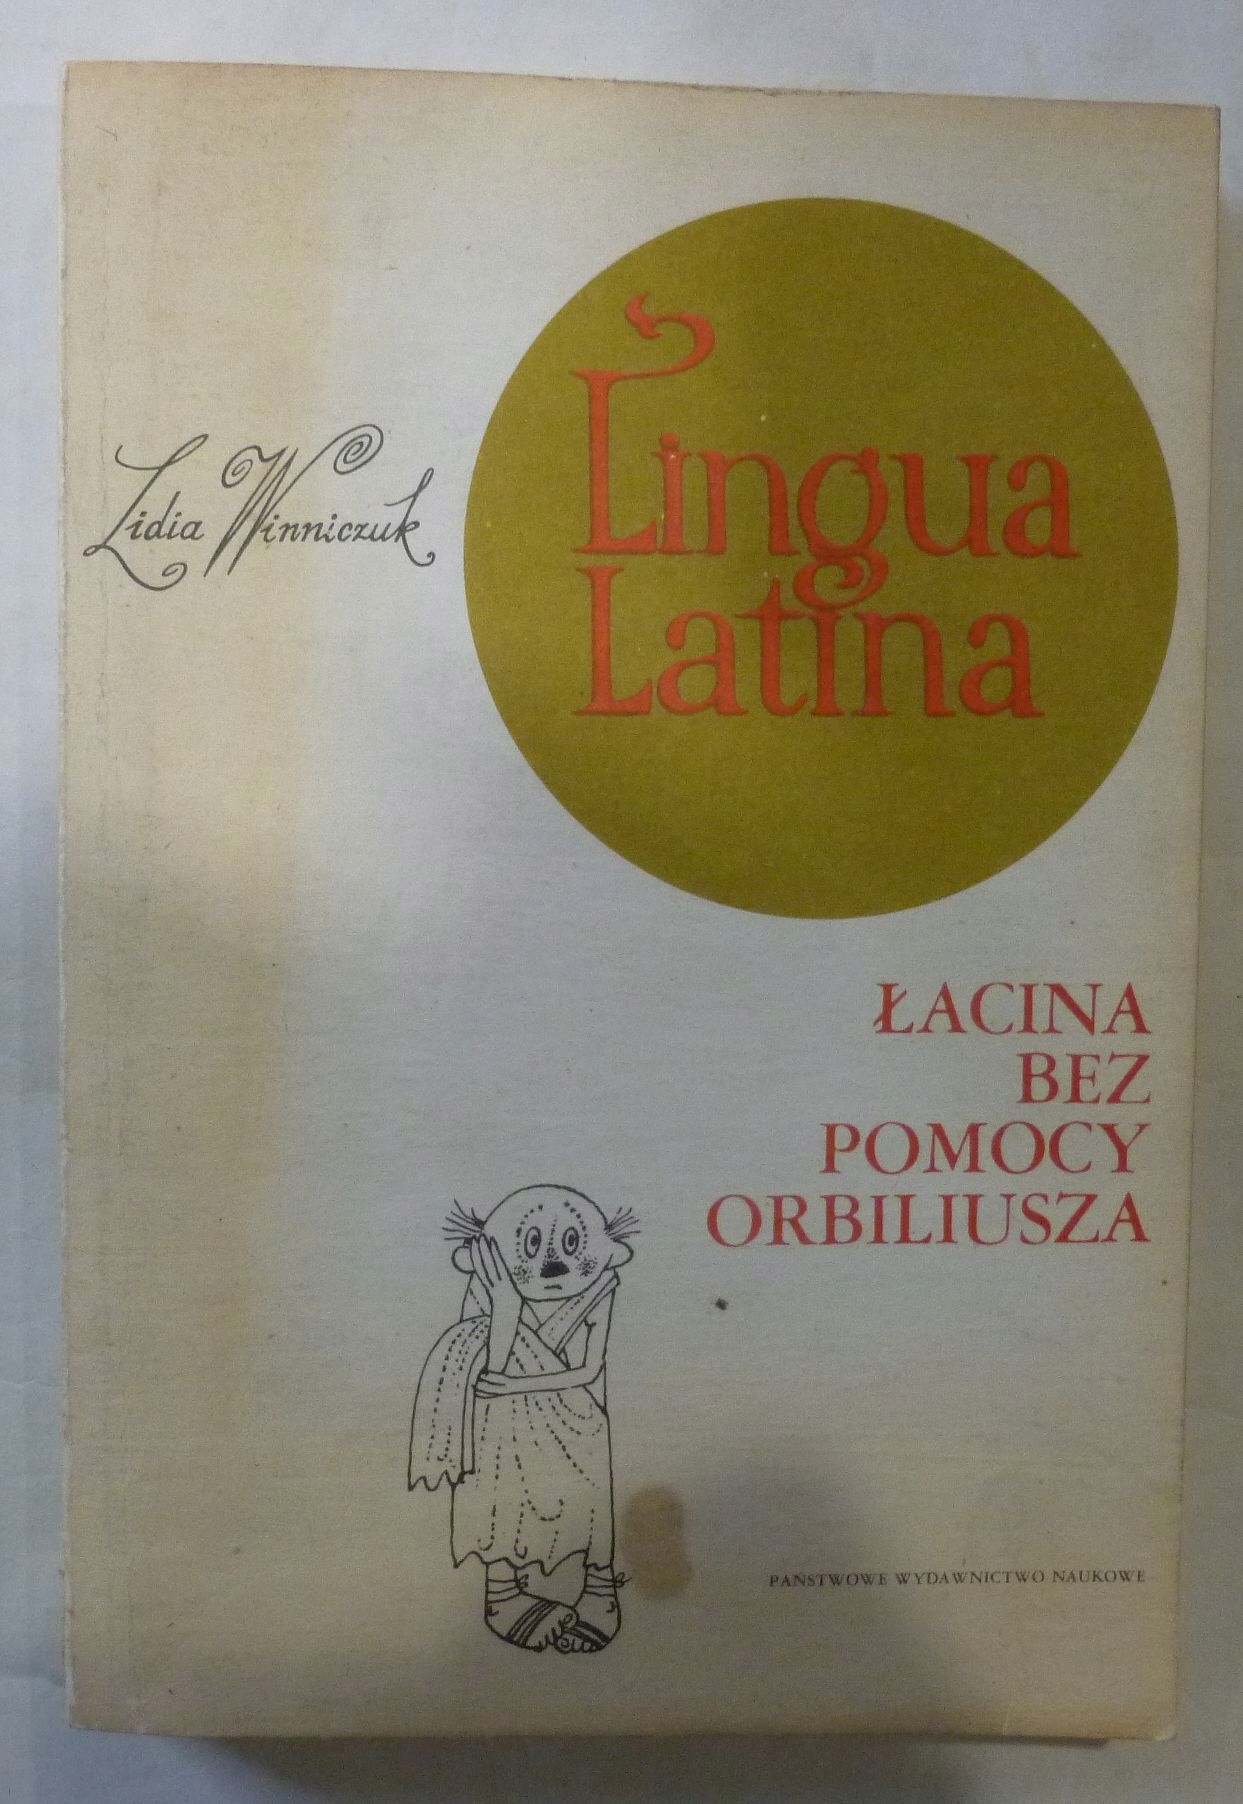 Lidia Winniczuk
Lingua
Latina
ŁACINA
BEZ
POMOCY
ORBILIUSZA
PAŃSTWOWE WYDAWNICTWO NAUKOWE